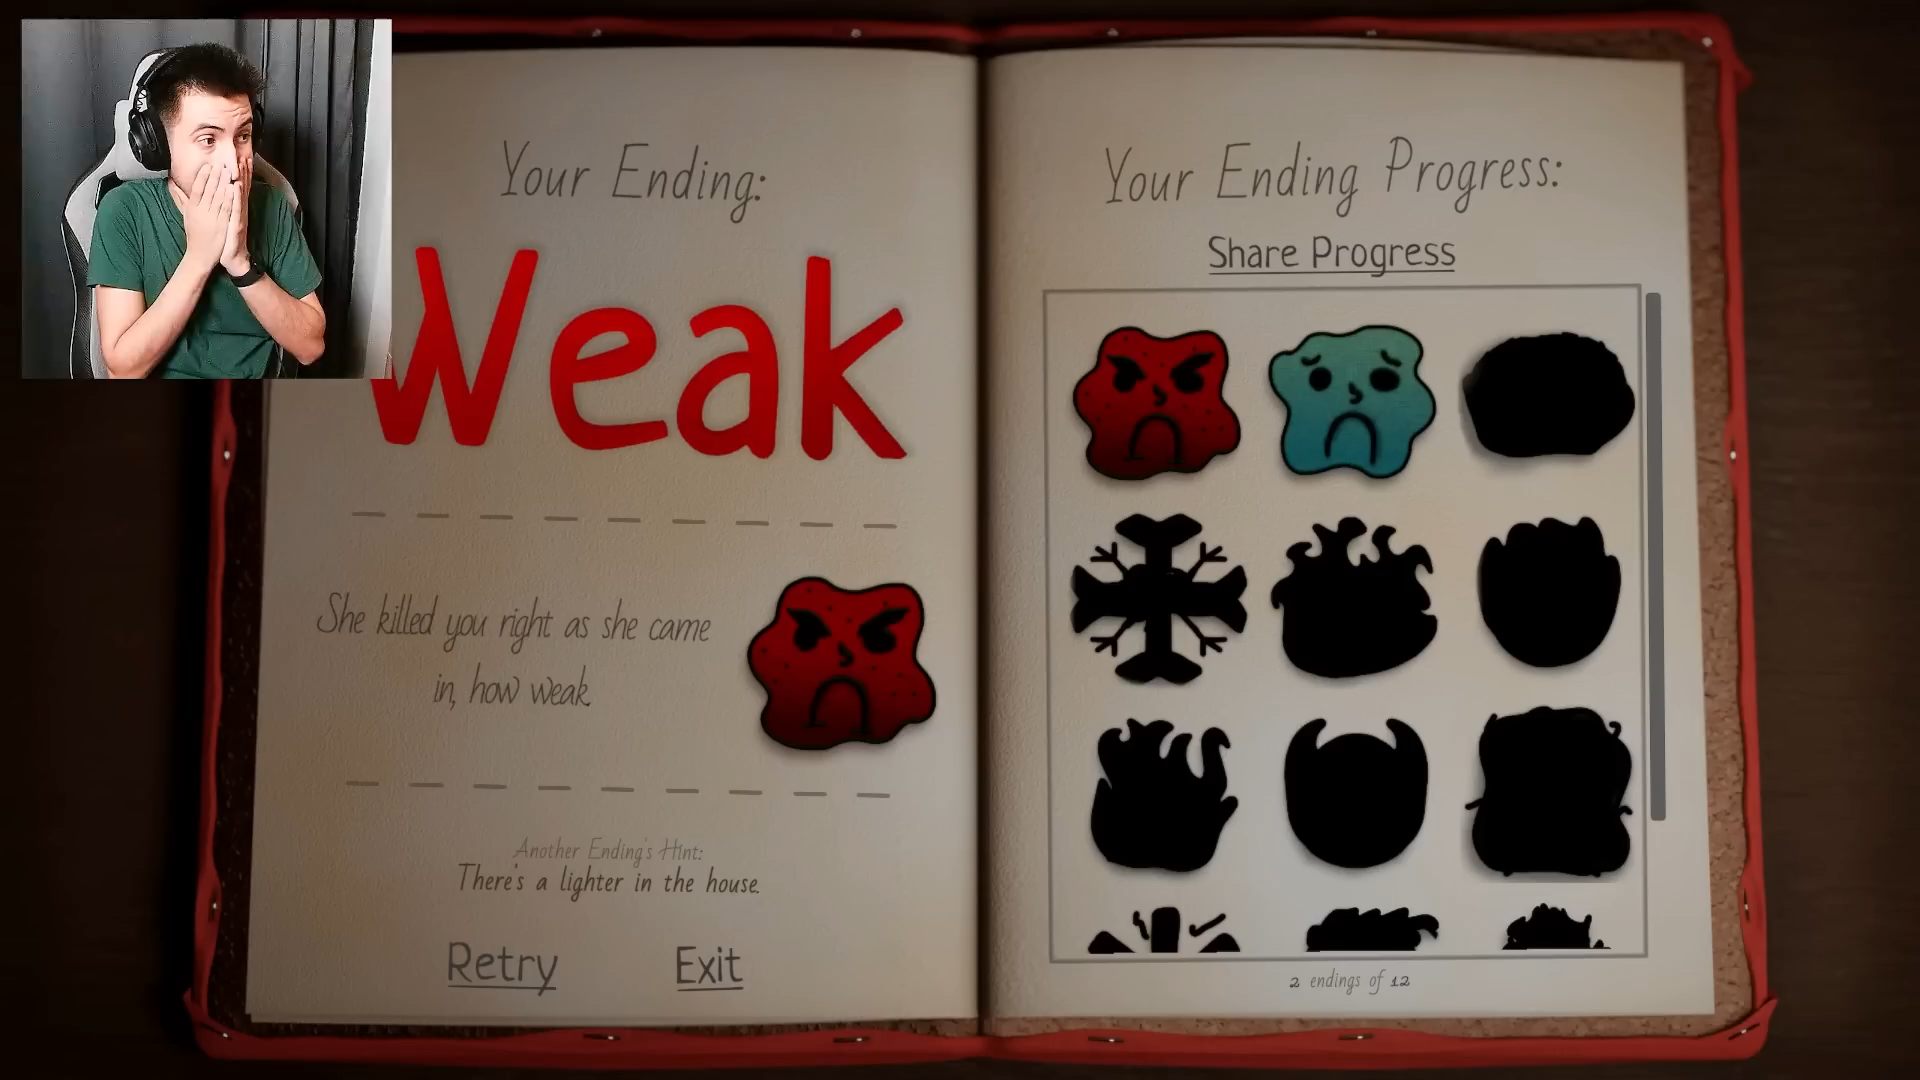 Your Ending:
Weak
She killed you right as she came
in, how weak.
Another Ending's Hint:
There's a lighter in the house.
Retry
Exit
Your Ending Progress:
Share Progress
2 endings of 12